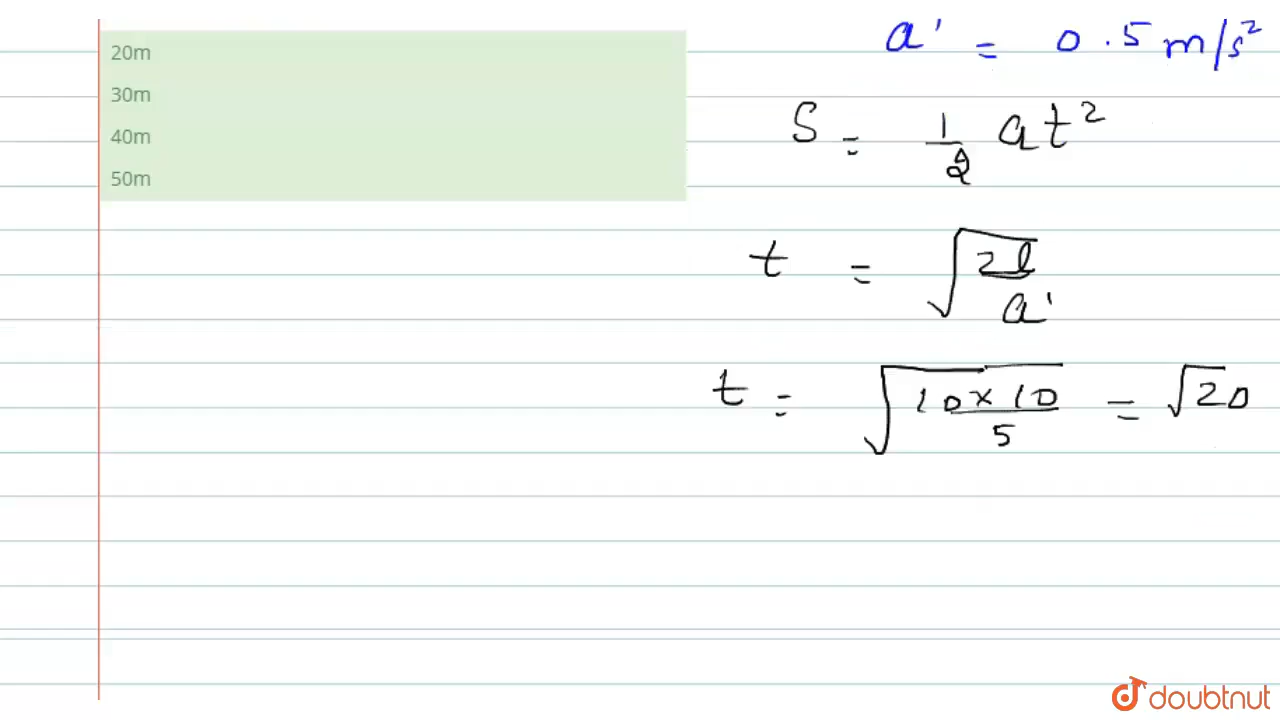 20m
30m
40m
50m
a' = 0.5 m/s²
S = 1/2 at²
t = √(2l/a')
t = √(10×10/5) = √20
doubtnut